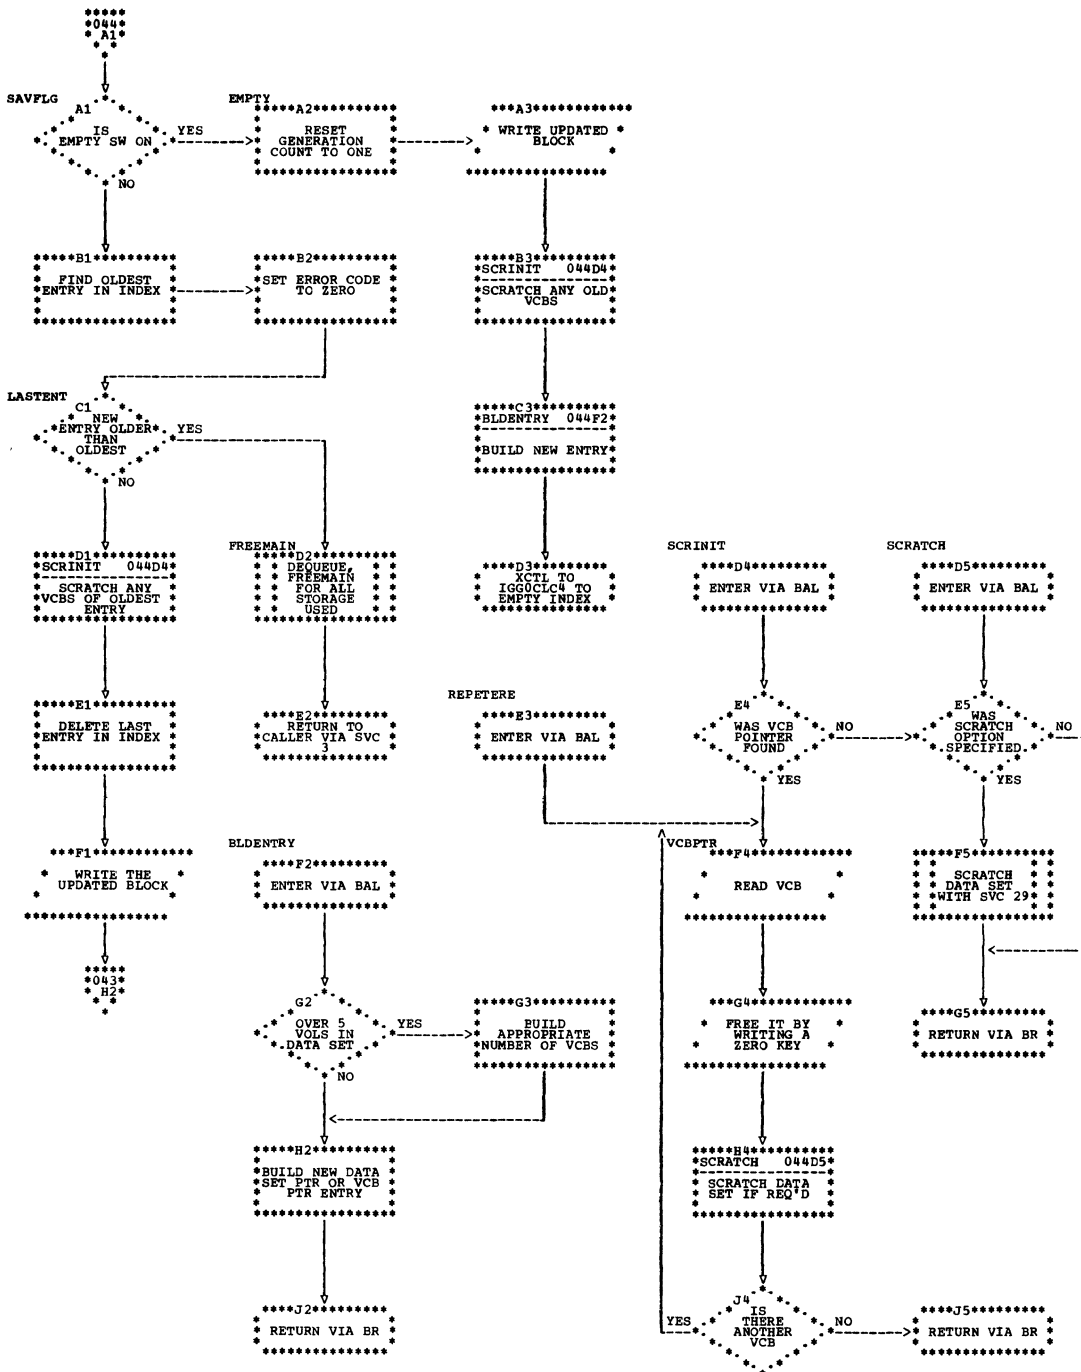 044
A1
SAVFLG
A1
IS
EMPTY SW ON
YES
NO
EMPTY
A2
RESET
GENERATION
COUNT TO ONE
A3
WRITE UPDATED
BLOCK
B1
FIND OLDEST
ENTRY IN INDEX
B2
SET ERROR CODE
TO ZERO
B3
SCRINIT 044D4
SCRATCH ANY OLD
VCBS
LASTENT
C1
NEW
ENTRY OLDER
THAN
OLDEST
YES
NO
C3
BLDENTRY 044F2
BUILD NEW ENTRY
D1
SCRINIT 044D4
SCRATCH ANY
VCBS OF OLDEST
ENTRY
FREEMAIN
D2
DEQUEUE,
FREEMAIN
FOR ALL
STORAGE
USED
D3
XCTL TO
IGG0CLC4 TO
EMPTY INDEX
SCRINIT
D4
ENTER VIA BAL
SCRATCH
D5
ENTER VIA BAL
E1
DELETE LAST
ENTRY IN INDEX
E2
RETURN TO
CALLER VIA SVC
3
REPETERE
E3
ENTER VIA BAL
E4
WAS VCB
POINTER
FOUND
NO
YES
E5
WAS
SCRATCH
OPTION
SPECIFIED
NO
YES
F1
WRITE THE
UPDATED BLOCK
BLDENTRY
F2
ENTER VIA BAL
VCBPTR
F4
READ VCB
F5
SCRATCH
DATA SET
WITH SVC 29
043
H2
G2
OVER 5
VOLS IN
DATA SET
YES
NO
G3
BUILD
APPROPRIATE
NUMBER OF VCBS
G4
FREE IT BY
WRITING A
ZERO KEY
G5
RETURN VIA BR
H2
BUILD NEW DATA
SET PTR OR VCB
PTR ENTRY
H4
SCRATCH 044D5
SCRATCH DATA
SET IF REQ'D
J2
RETURN VIA BR
J4
IS
THERE
ANOTHER
VCB
YES
NO
J5
RETURN VIA BR